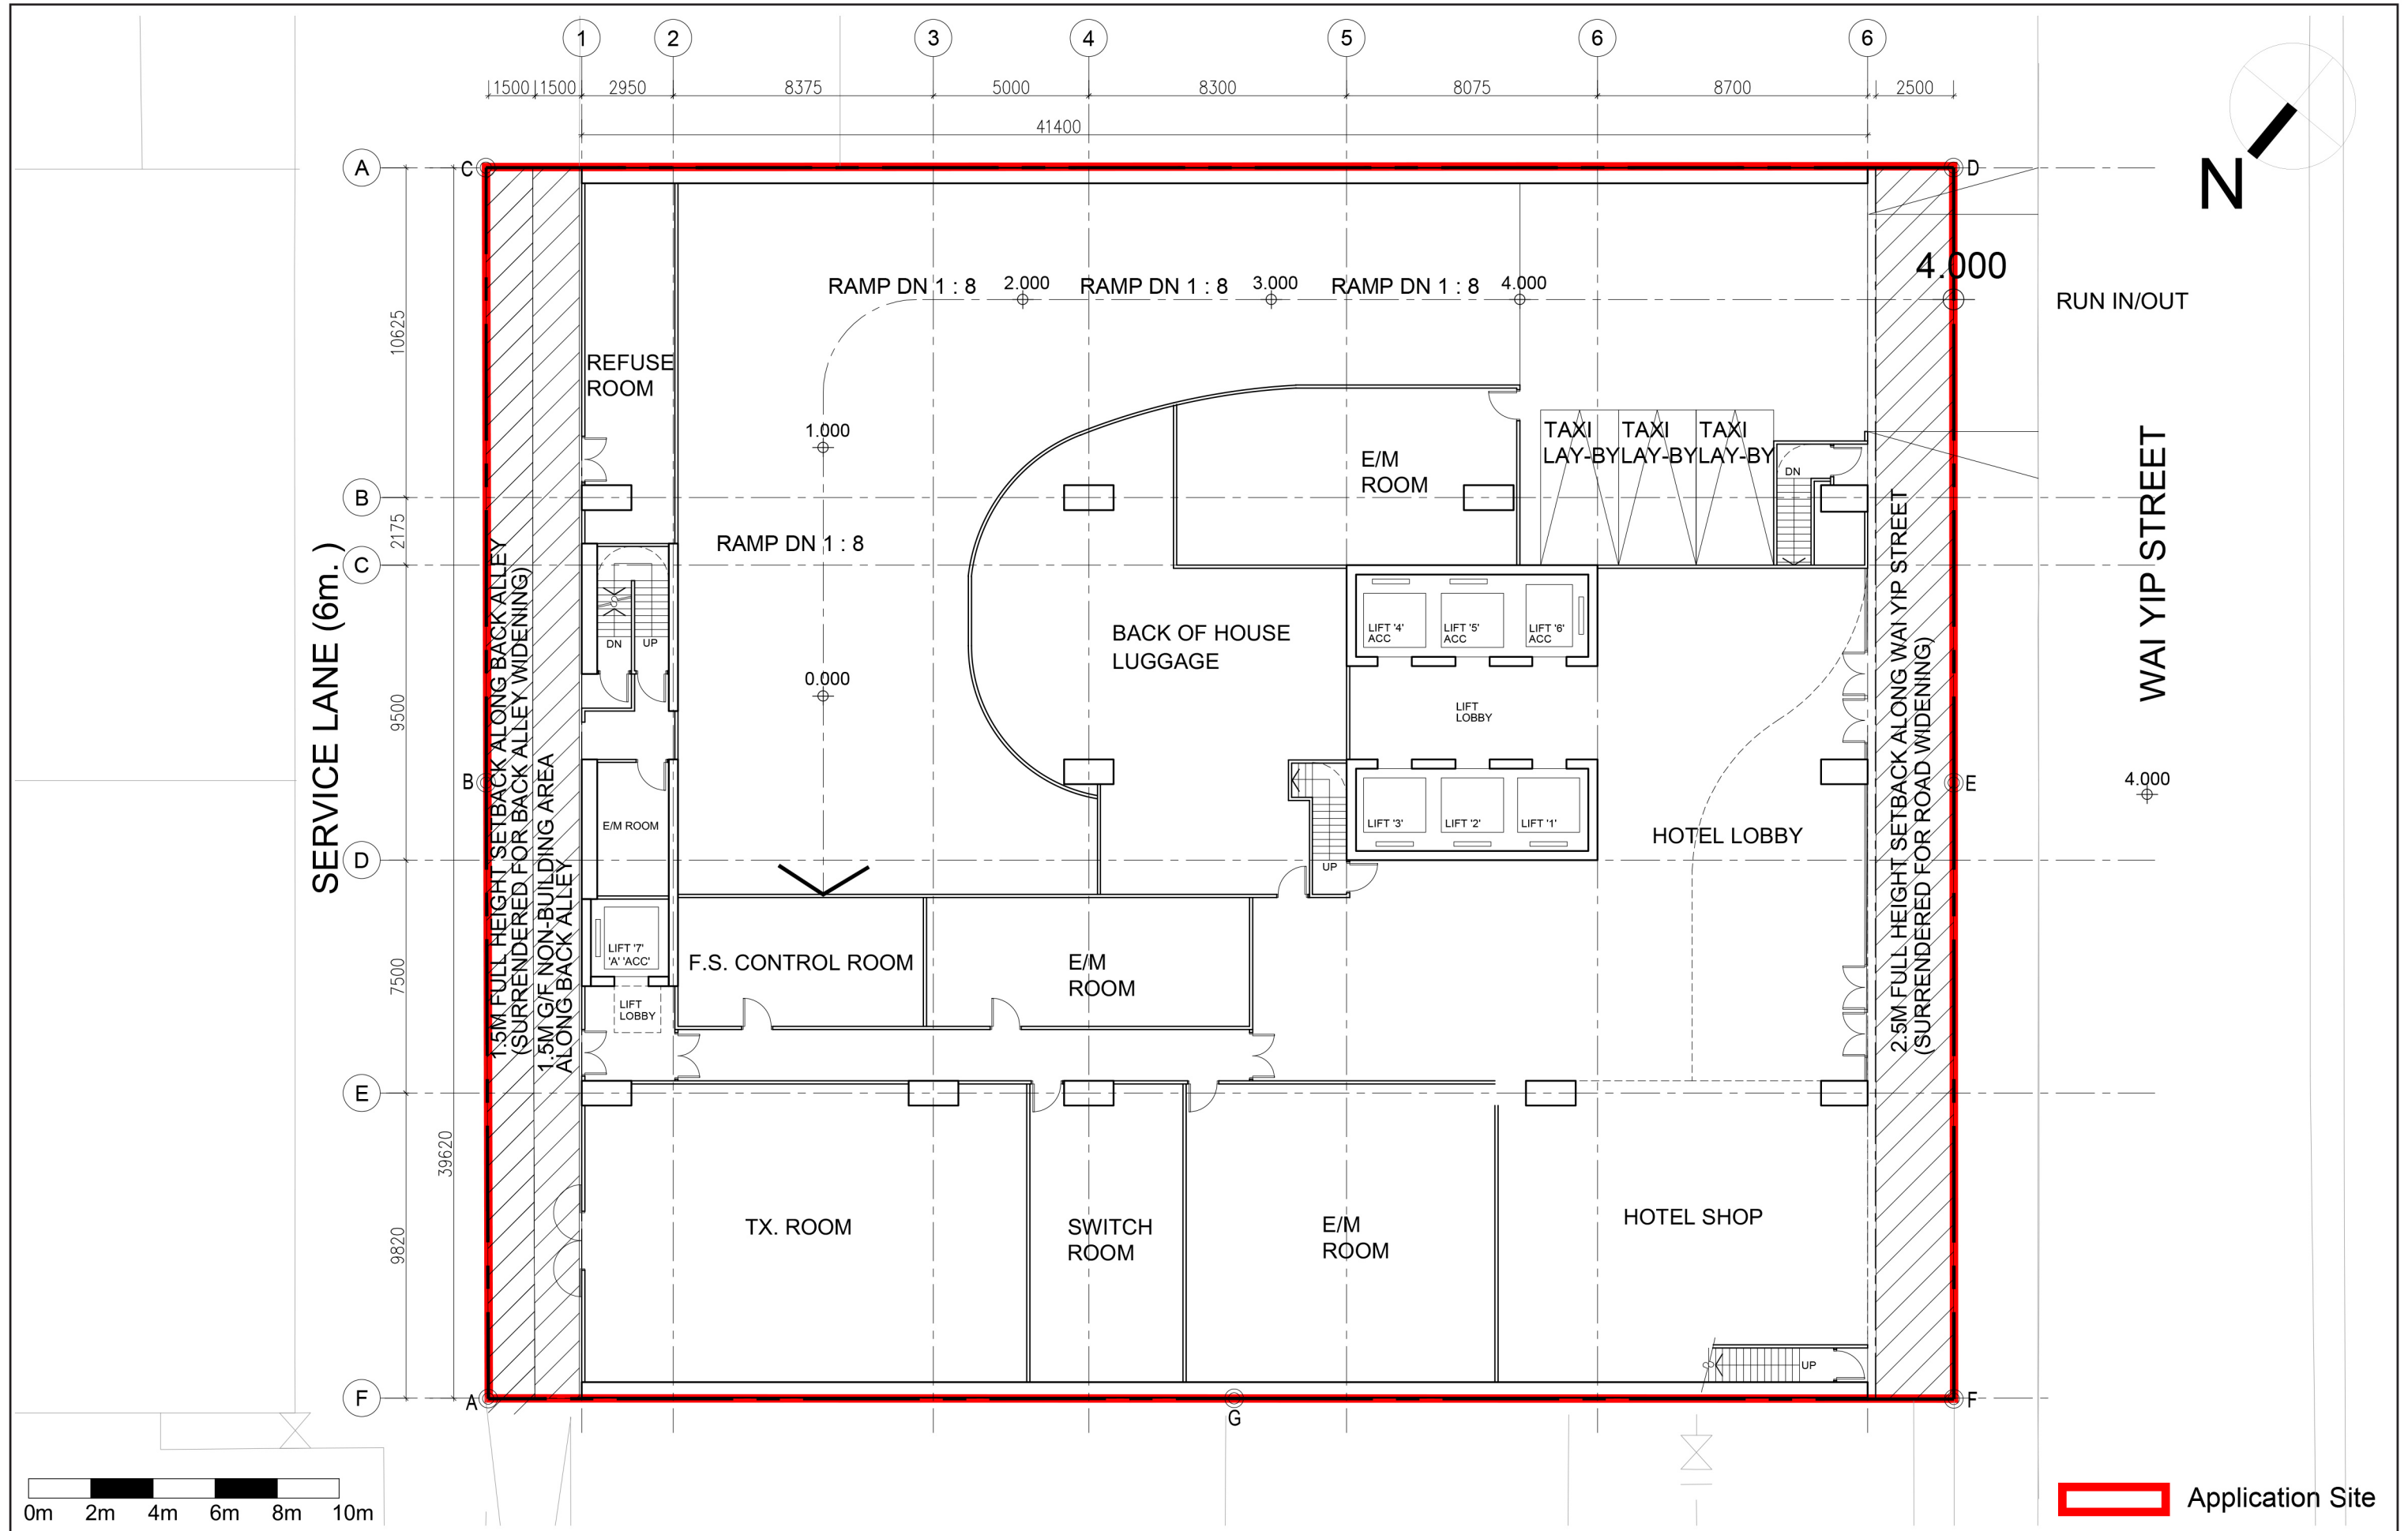 1 2 3 4 5 6 6
1500 1500 2950 8375 5000 8300 8075 8700 2500
41400
N
A
C
D
4.000
RUN IN/OUT
RAMP DN 1 : 8
2.000
RAMP DN 1 : 8
3.000
RAMP DN 1 : 8
4.000
10625
REFUSE
ROOM
1.000
E/M
ROOM
TAXI
LAY-BY
TAXI
LAY-BY
TAXI
LAY-BY
DN
B
2175
RAMP DN 1 : 8
C
SERVICE LANE (6m. )
1.5M FULL HEIGHT SETBACK ALONG BACK ALLEY
(SURRENDERED FOR BACK ALLEY WIDENING)
1.5M G/F NON-BUILDING AREA
ALONG BACK ALLEY
DN
UP
BACK OF HOUSE
LUGGAGE
LIFT '4'
ACC
LIFT '5'
ACC
LIFT '6'
ACC
0.000
9500
LIFT
LOBBY
2.5M FULL HEIGHT SETBACK ALONG WAI YIP STREET
(SURRENDERED FOR ROAD WIDENING)
WAI YIP STREET
B
E
4.000
E/M ROOM
LIFT '3'
LIFT '2'
LIFT '1'
HOTEL LOBBY
D
UP
LIFT '7'
'A' 'ACC'
F.S. CONTROL ROOM
E/M
ROOM
7500
LIFT
LOBBY
E
39620
9820
TX. ROOM
SWITCH
ROOM
E/M
ROOM
HOTEL SHOP
UP
F
A
G
F
0m 2m 4m 6m 8m 10m
Application Site